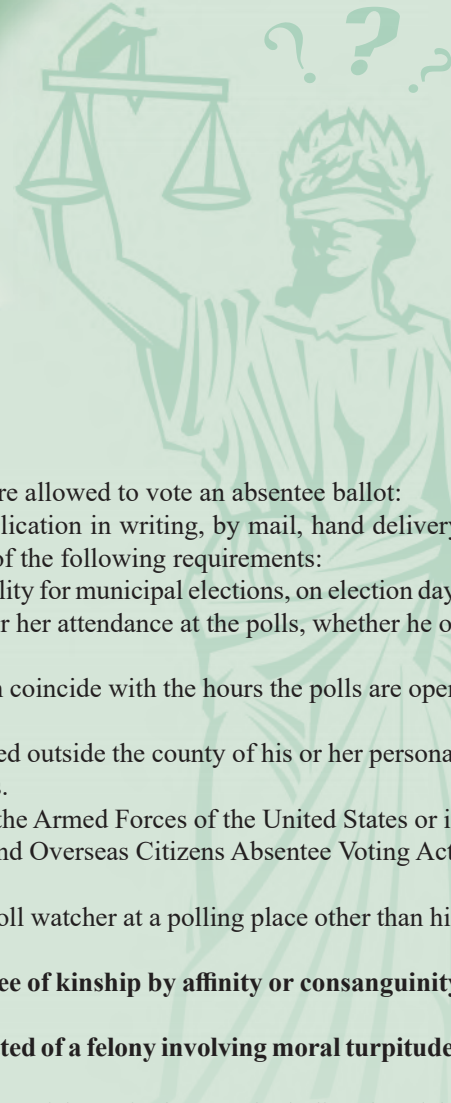 ? ? ?
re allowed to vote an absentee ballot:
lication in writing, by mail, hand delivery
of the following requirements:
lity for municipal elections, on election day
r her attendance at the polls, whether he o
n coincide with the hours the polls are open
ed outside the county of his or her persona
s.
the Armed Forces of the United States or i
nd Overseas Citizens Absentee Voting Act
oll watcher at a polling place other than hi
ee of kinship by affinity or consanguinity
ted of a felony involving moral turpitude